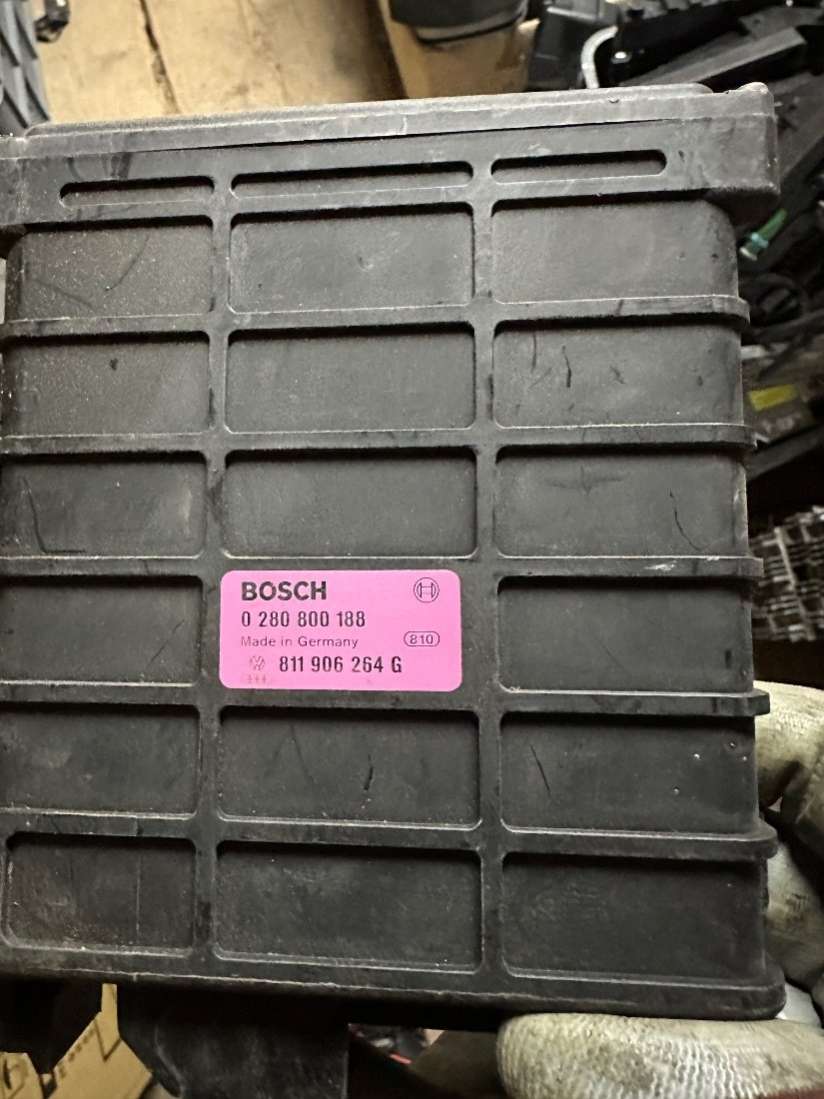 BOSCH
0 280 800 188
Made in Germany 810
811 906 264 G